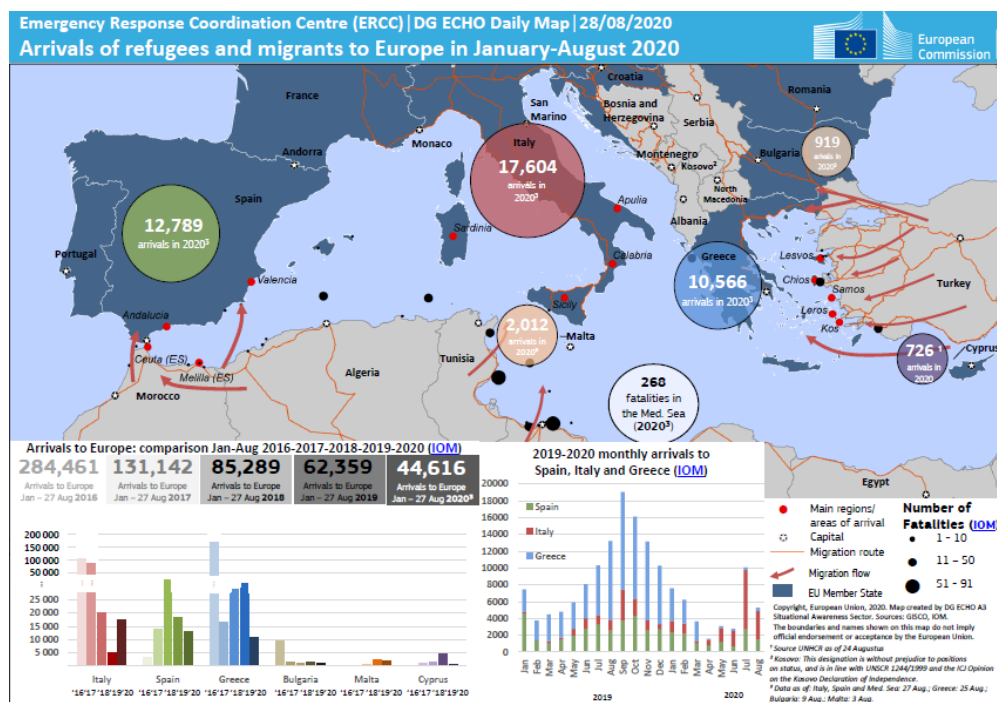 Emergency Response Coordination Centre (ERCC) | DG ECHO Daily Map | 28/08/2020
Arrivals of refugees and migrants to Europe in January-August 2020
European
Commission
France
Croatia
Romania
Bosnia and
Herzegovina
Serbia
San
Marino
Monaco
Andorra
Italy
17,604
arrivals in
2020³
Montenegro
Kosovo²
Bulgaria
919
arrivals in
2020³
North
Macedonia
Albania
Spain
12,789
arrivals in 2020³
Portugal
Sardinia
Apulia
Calabria
Greece
10,566
arrivals in 2020³
Lesvos
Chios
Samos
Leros
Kos
Turkey
Valencia
Andalucia
Sicily
Malta
2,012
arrivals in
2020³
Ceuta (ES)
Melilla (ES)
Morocco
Algeria
Tunisia
726 ¹
arrivals in
2020
Cyprus
268
fatalities in
the Med. Sea
(2020³)
Egypt
Arrivals to Europe: comparison Jan-Aug 2016-2017-2018-2019-2020 (IOM)
284,461 131,142 85,289 62,359 44,616
Arrivals to Europe Arrivals to Europe Arrivals to Europe Arrivals to Europe Arrivals to Europe
Jan – 27 Aug 2016 Jan – 27 Aug 2017 Jan – 27 Aug 2018 Jan – 27 Aug 2019 Jan – 27 Aug 2020³
200 000
150 000
100 000
50 000
25 000
20 000
15 000
10 000
5 000
Italy Spain Greece Bulgaria Malta Cyprus
'16'17'18'19'20 '16'17'18'19'20 '16'17'18'19'20 '16'17'18'19'20 '16'17'18'19'20 '16'17'18'19'20
2019-2020 monthly arrivals to
Spain, Italy and Greece (IOM)
20000
18000
16000
14000
12000
10000
8000
6000
4000
2000
0
Spain
Italy
Greece
Jan Feb Mar Apr May Jun Jul Aug Sep Oct Nov Dec Jan Feb Mar Apr May Jun Jul Aug
2019 2020
Main regions/
areas of arrival
Capital
Migration route
Migration flow
EU Member State
Number of
Fatalities (IOM)
1 - 10
11 – 50
51 - 91
Copyright, European Union, 2020. Map created by DG ECHO A3
Situational Awareness Sector. Sources: GISCO, IOM.
The boundaries and names shown on this map do not imply
official endorsement or acceptance by the European Union.
¹ Source UNHCR as of 24 Augustus
² Kosovo: This designation is without prejudice to positions
on status, and is in line with UNSCR 1244/1999 and the ICJ Opinion
on the Kosovo Declaration of Independence.
³ Data as of: Italy, Spain and Med. Sea: 27 Aug.; Greece: 25 Aug.;
Bulgaria: 9 Aug.; Malta: 3 Aug.